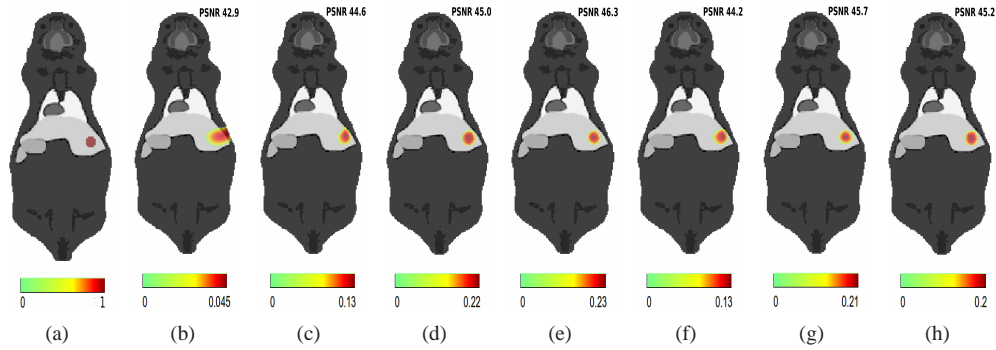 PSNR 42.9
PSNR 44.6
PSNR 45.0
PSNR 46.3
PSNR 44.2
PSNR 45.7
PSNR 45.2
0 1
0 0.045
0 0.13
0 0.22
0 0.23
0 0.13
0 0.21
0 0.2
(a)
(b)
(c)
(d)
(e)
(f)
(g)
(h)